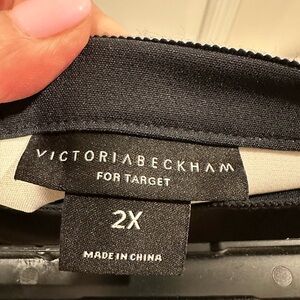 VICTORIABECKHAM
FOR TARGET
2X
MADE IN CHINA